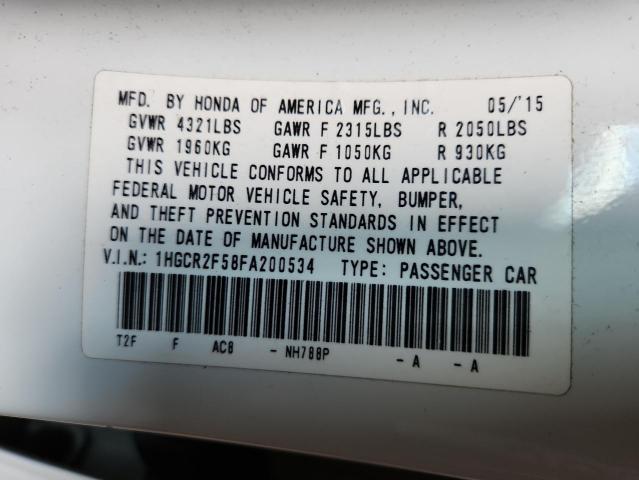 MFD. BY HONDA OF AMERICA MFG., INC. 05/'15
GVWR 4321LBS GAWR F 2315LBS R 2050LBS
GVWR 1960KG GAWR F 1050KG R 930KG
THIS VEHICLE CONFORMS TO ALL APPLICABLE
FEDERAL MOTOR VEHICLE SAFETY, BUMPER,
AND THEFT PREVENTION STANDARDS IN EFFECT
ON THE DATE OF MANUFACTURE SHOWN ABOVE.
V.I.N.: 1HGCR2F58FA200534 TYPE: PASSENGER CAR
T2F F AC8 - NH788P - A - A